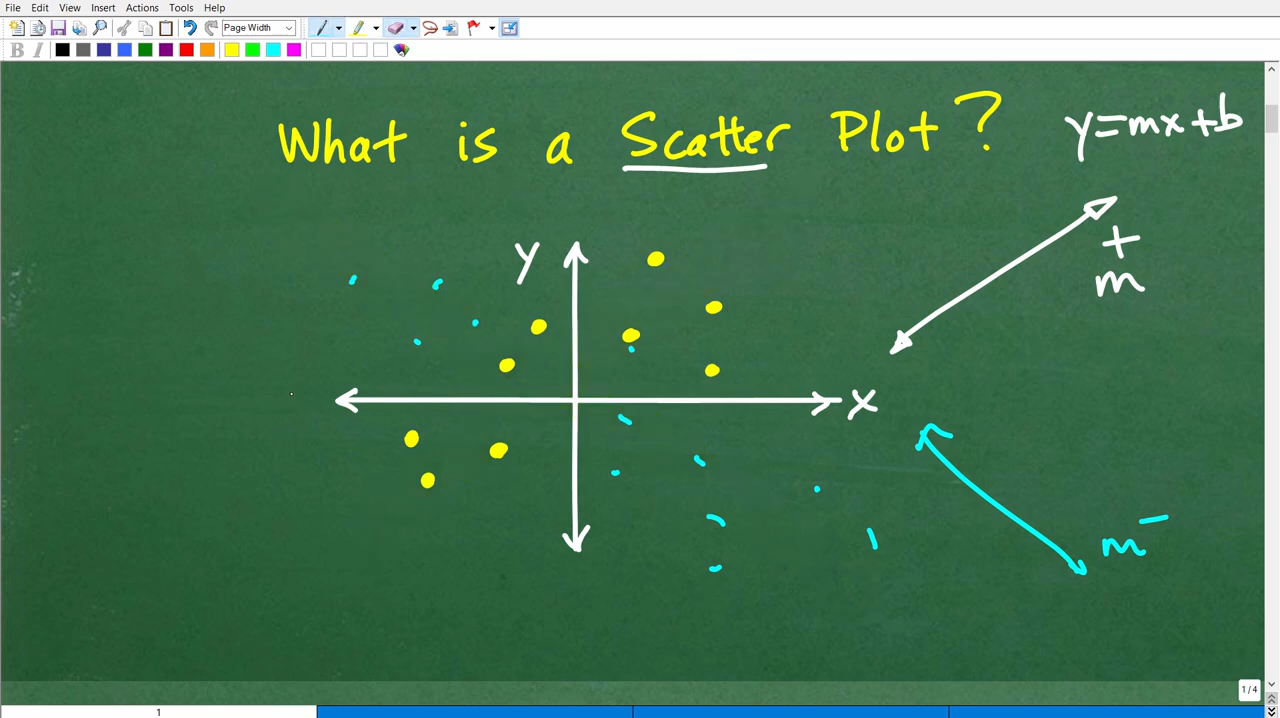 File Edit View Insert Actions Tools Help
Page Width
B I
What is a Scatter Plot?
y=mx+b
y
+
m
x
m -
1/4
1